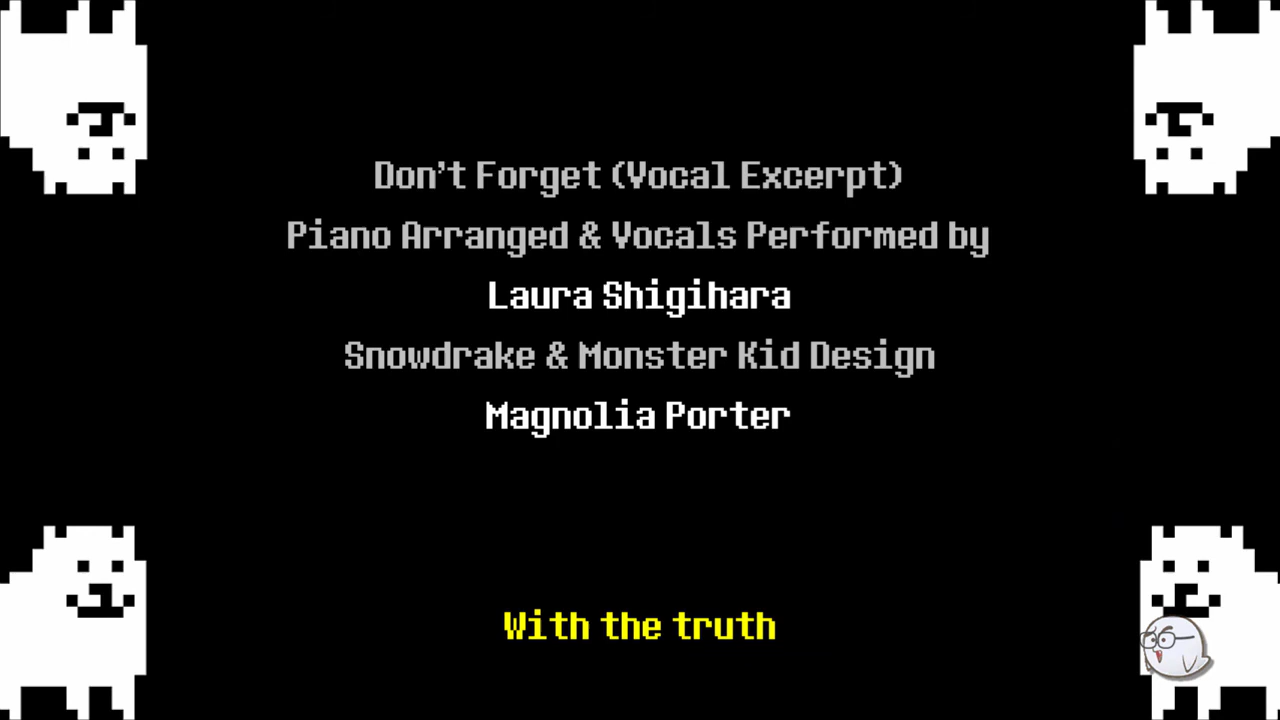 Don't Forget (Vocal Excerpt)
Piano Arranged & Vocals Performed by
Laura Shigihara
Snowdrake & Monster Kid Design
Magnolia Porter
With the truth